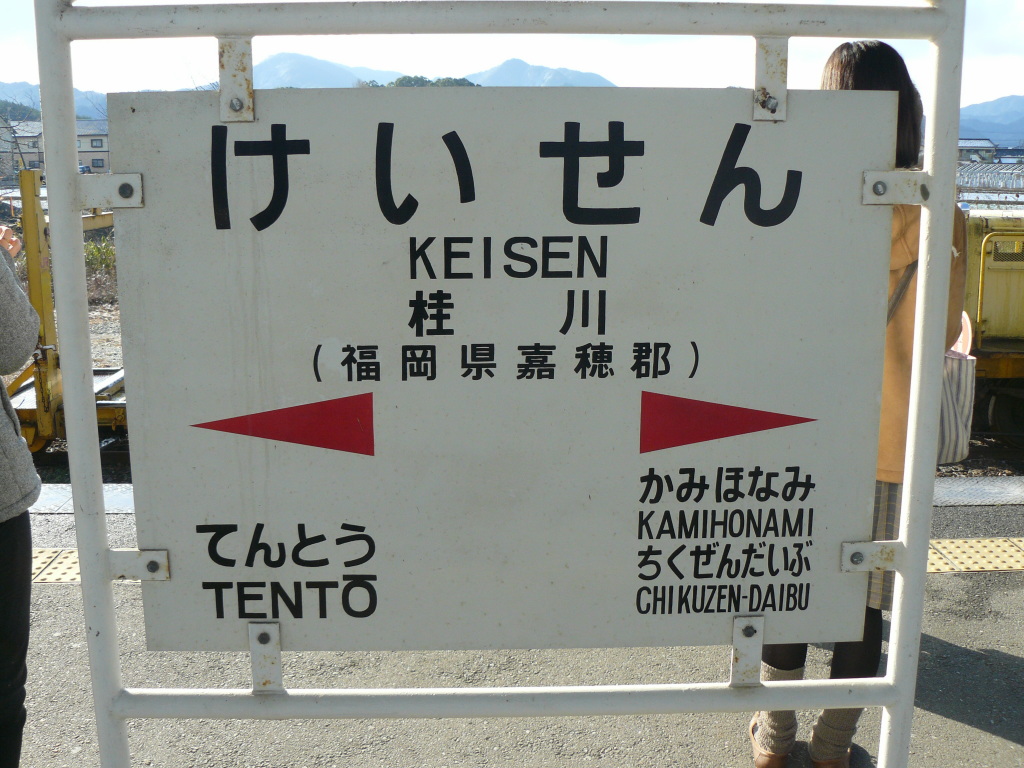 けいせん
KEISEN
桂川
(福岡県嘉穂郡)
てんとう
TENTŌ
かみほなみ
KAMIHONAMI
ちくぜんだいぶ
CHIKUZEN-DAIBU